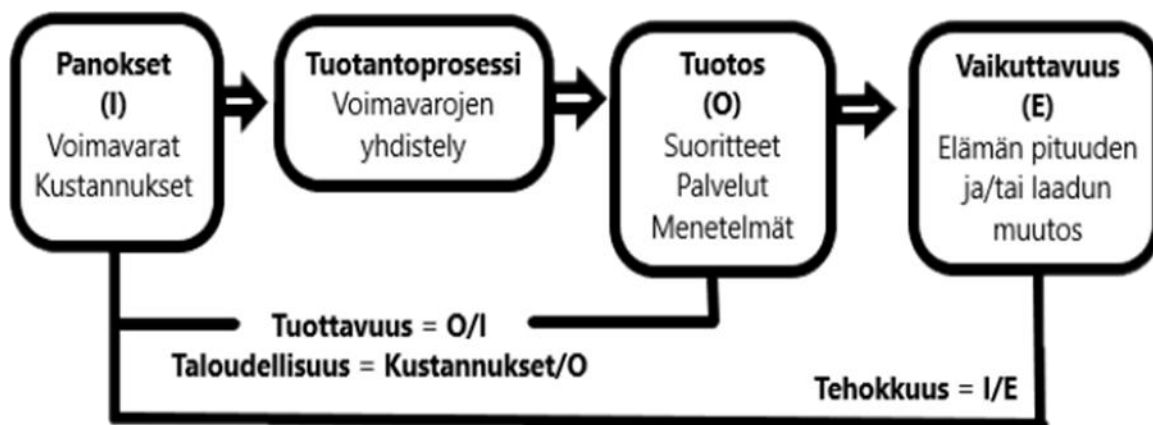 Panokset
(I)
Voimavarat
Kustannukset
Tuotantoprosessi
Voimavarojen
yhdistely
Tuotos
(O)
Suoritteet
Palvelut
Menetelmät
Vaikuttavuus
(E)
Elämän pituuden
ja/tai laadun
muutos
Tuottavuus = O/I
Taloudellisuus = Kustannukset/O
Tehokkuus = I/E